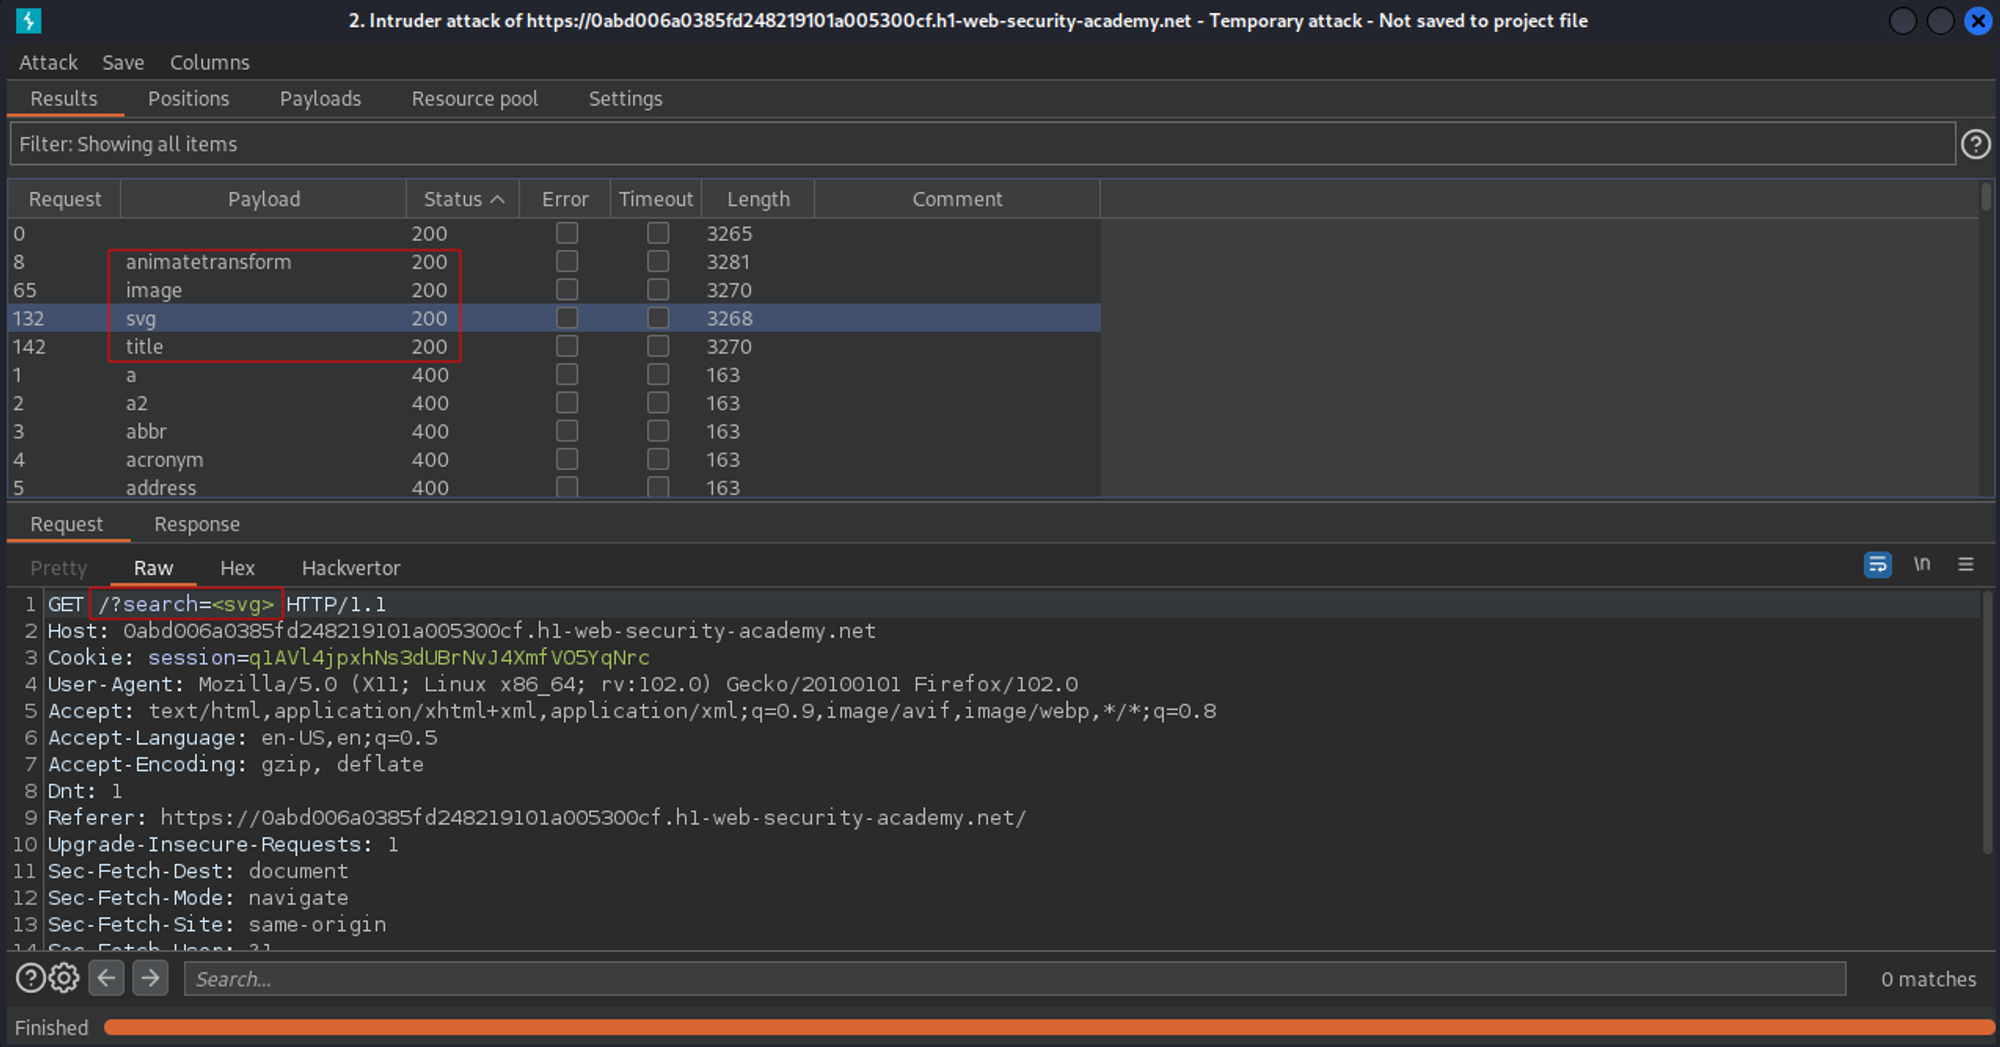 2. Intruder attack of https://0abd006a0385fd248219101a005300cf.h1-web-security-academy.net - Temporary attack - Not saved to project file
Attack Save Columns
Results Positions Payloads Resource pool Settings
Filter: Showing all items
Request Payload Status Error Timeout Length Comment
0 200 3265
8 animatetransform 200 3281
65 image 200 3270
132 svg 200 3268
142 title 200 3270
1 a 400 163
2 a2 400 163
3 abbr 400 163
4 acronym 400 163
5 address 400 163
Request Response
Pretty Raw Hex Hackvertor \n
1 GET /?search=<svg> HTTP/1.1
2 Host: 0abd006a0385fd248219101a005300cf.h1-web-security-academy.net
3 Cookie: session=q1AVl4jpxhNs3dUBrNvJ4XmfVO5YqNrc
4 User-Agent: Mozilla/5.0 (X11; Linux x86_64; rv:102.0) Gecko/20100101 Firefox/102.0
5 Accept: text/html,application/xhtml+xml,application/xml;q=0.9,image/avif,image/webp,*/*;q=0.8
6 Accept-Language: en-US,en;q=0.5
7 Accept-Encoding: gzip, deflate
8 Dnt: 1
9 Referer: https://0abd006a0385fd248219101a005300cf.h1-web-security-academy.net/
10 Upgrade-Insecure-Requests: 1
11 Sec-Fetch-Dest: document
12 Sec-Fetch-Mode: navigate
13 Sec-Fetch-Site: same-origin
14 Sec-Fetch-User: ?1
Search... 0 matches
Finished